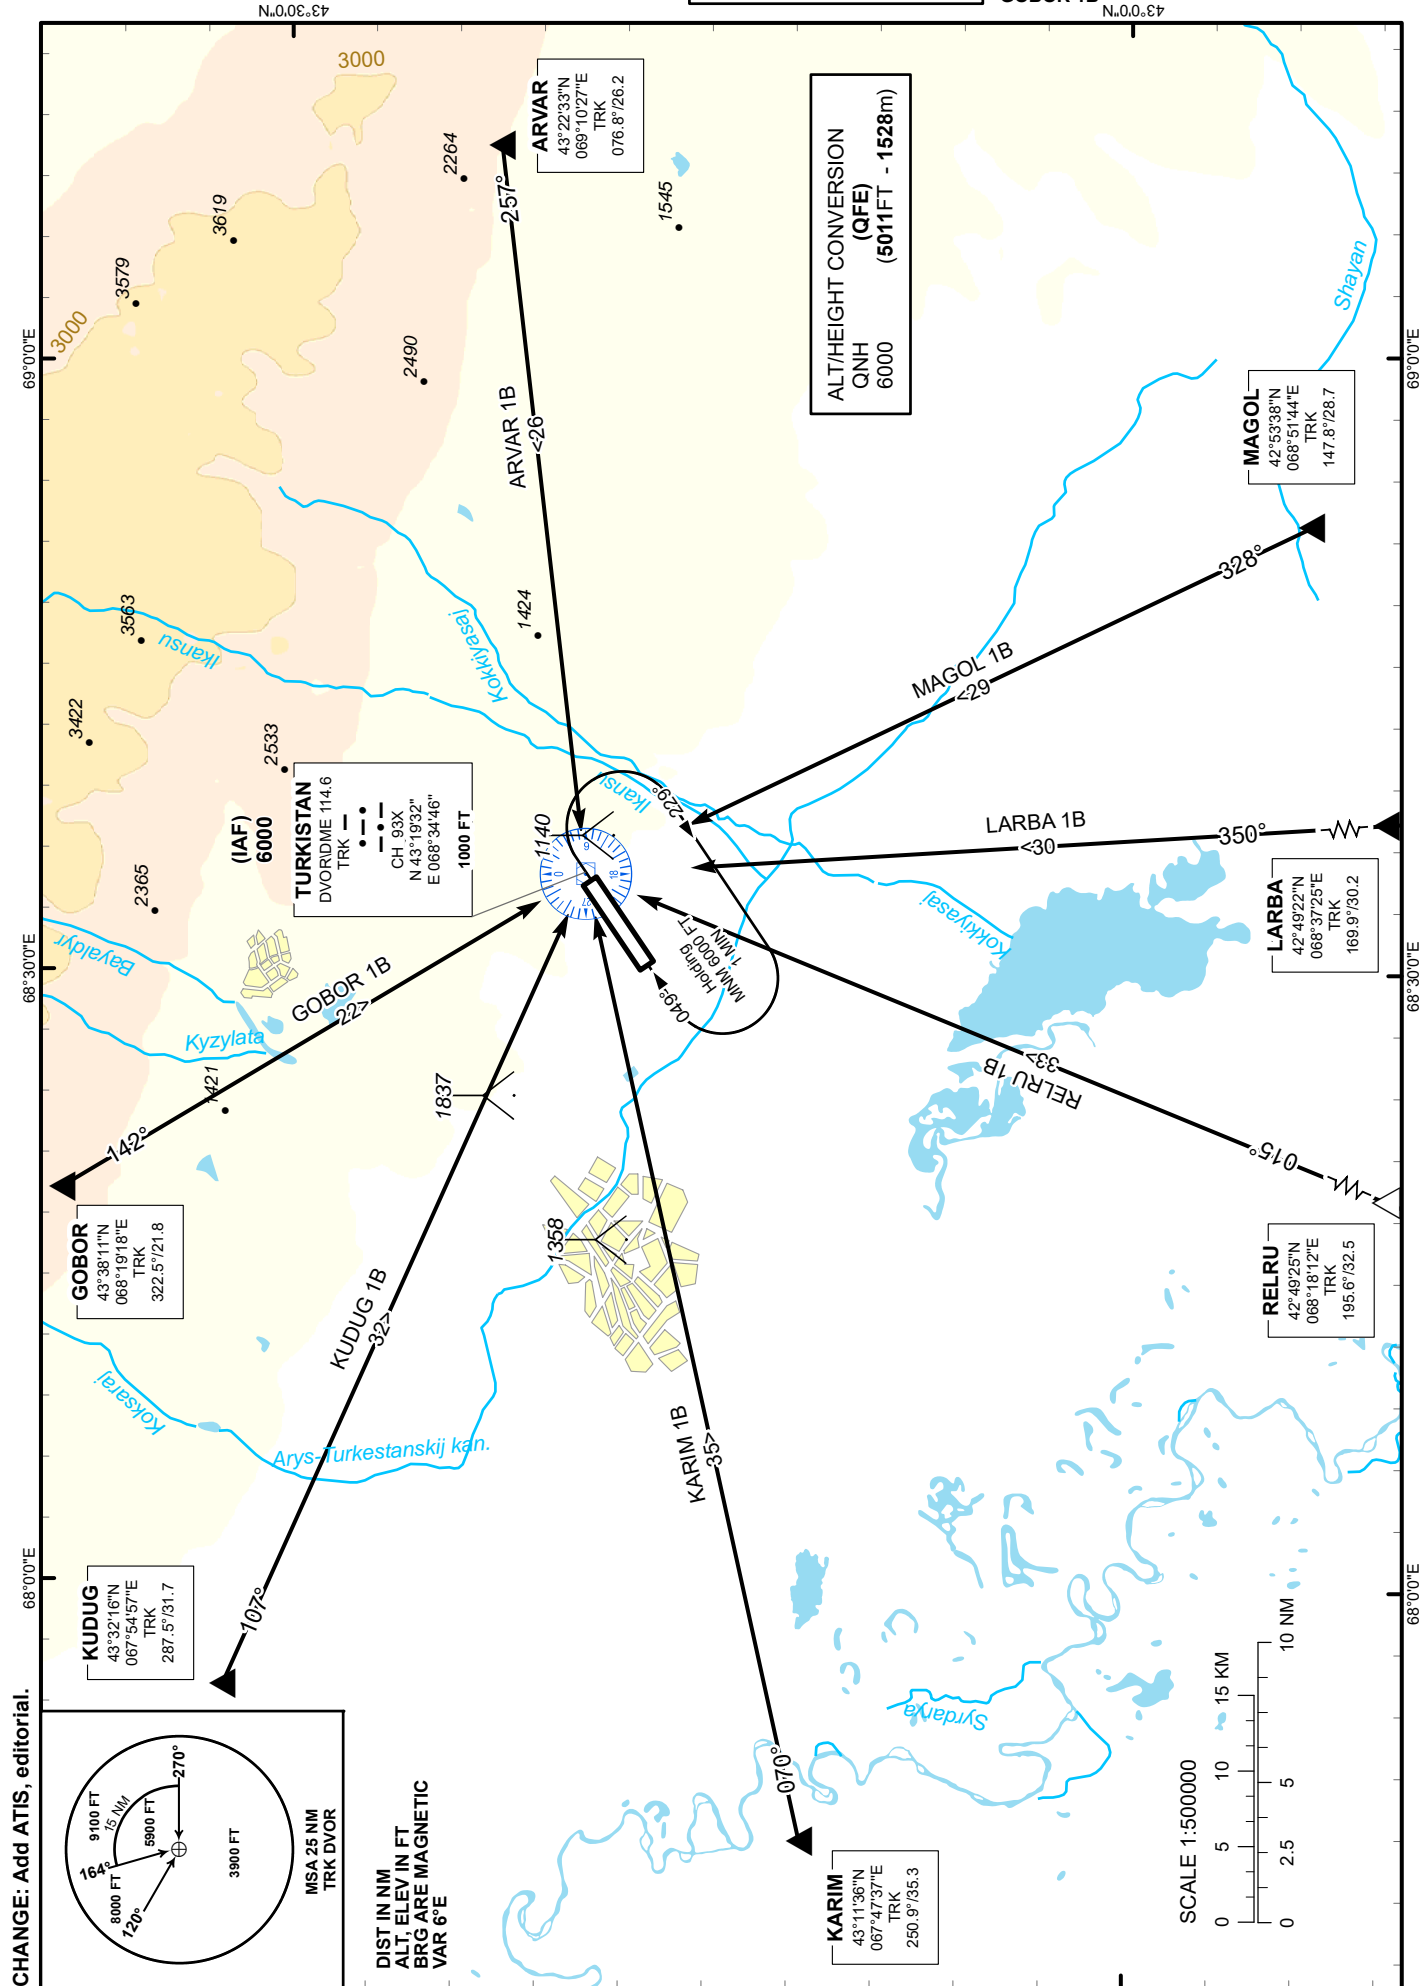 CHANGE: Add ATIS, editorial.
43°30'0"N
43°0'0"N
69°0'0"E
68°30'0"E
68°0'0"E
69°0'0"E
68°30'0"E
68°0'0"E
MSA 25 NM
TRK DVOR
9100 FT
15 NM
5900 FT
8000 FT
3900 FT
164°
120°
270°
DIST IN NM
ALT, ELEV IN FT
BRG ARE MAGNETIC
VAR 6°E
KUDUG
43°32'16"N
067°54'57"E
TRK
287.5°/31.7
107°
KUDUG 1B
32>
GOBOR
43°38'11"N
068°19'18"E
TRK
322.5°/21.8
142°
GOBOR 1B
22>
ARVAR
43°22'33"N
069°10'27"E
TRK
076.8°/26.2
257°
ARVAR 1B
<26
MAGOL
42°53'38"N
068°51'44"E
TRK
147.8°/28.7
328°
MAGOL 1B
<29
LARBA
42°49'22"N
068°37'25"E
TRK
169.9°/30.2
350°
LARBA 1B
<30
RELRU
42°49'25"N
068°18'12"E
TRK
195.6°/32.5
015°
RELRU 1B
33>
KARIM
43°11'36"N
067°47'37"E
TRK
250.9°/35.3
070°
KARIM 1B
35>
(IAF)
6000
TURKISTAN
DVOR/DME 114.6
TRK
CH 93X
N 43°19'32"
E 068°34'46"
1000 FT
Holding
MNM 6000 FT
1 MIN
049°
229°
0
9
18
27
ALT/HEIGHT CONVERSION
QNH (QFE)
6000 (5011FT - 1528m)
3000
3000
3619
3579
2264
1545
2490
3563
3422
2533
2365
1424
1421
1140
1837
1358
Ikansu
Ikansu
Kokkiyasaj
Kokkiyasaj
Bayaldyr
Kyzylata
Koksaraj
Arys-Turkestanskij kan.
Shayan
Syrdarya
SCALE 1:500000
0 5 10 15 KM
0 2.5 5 10 NM